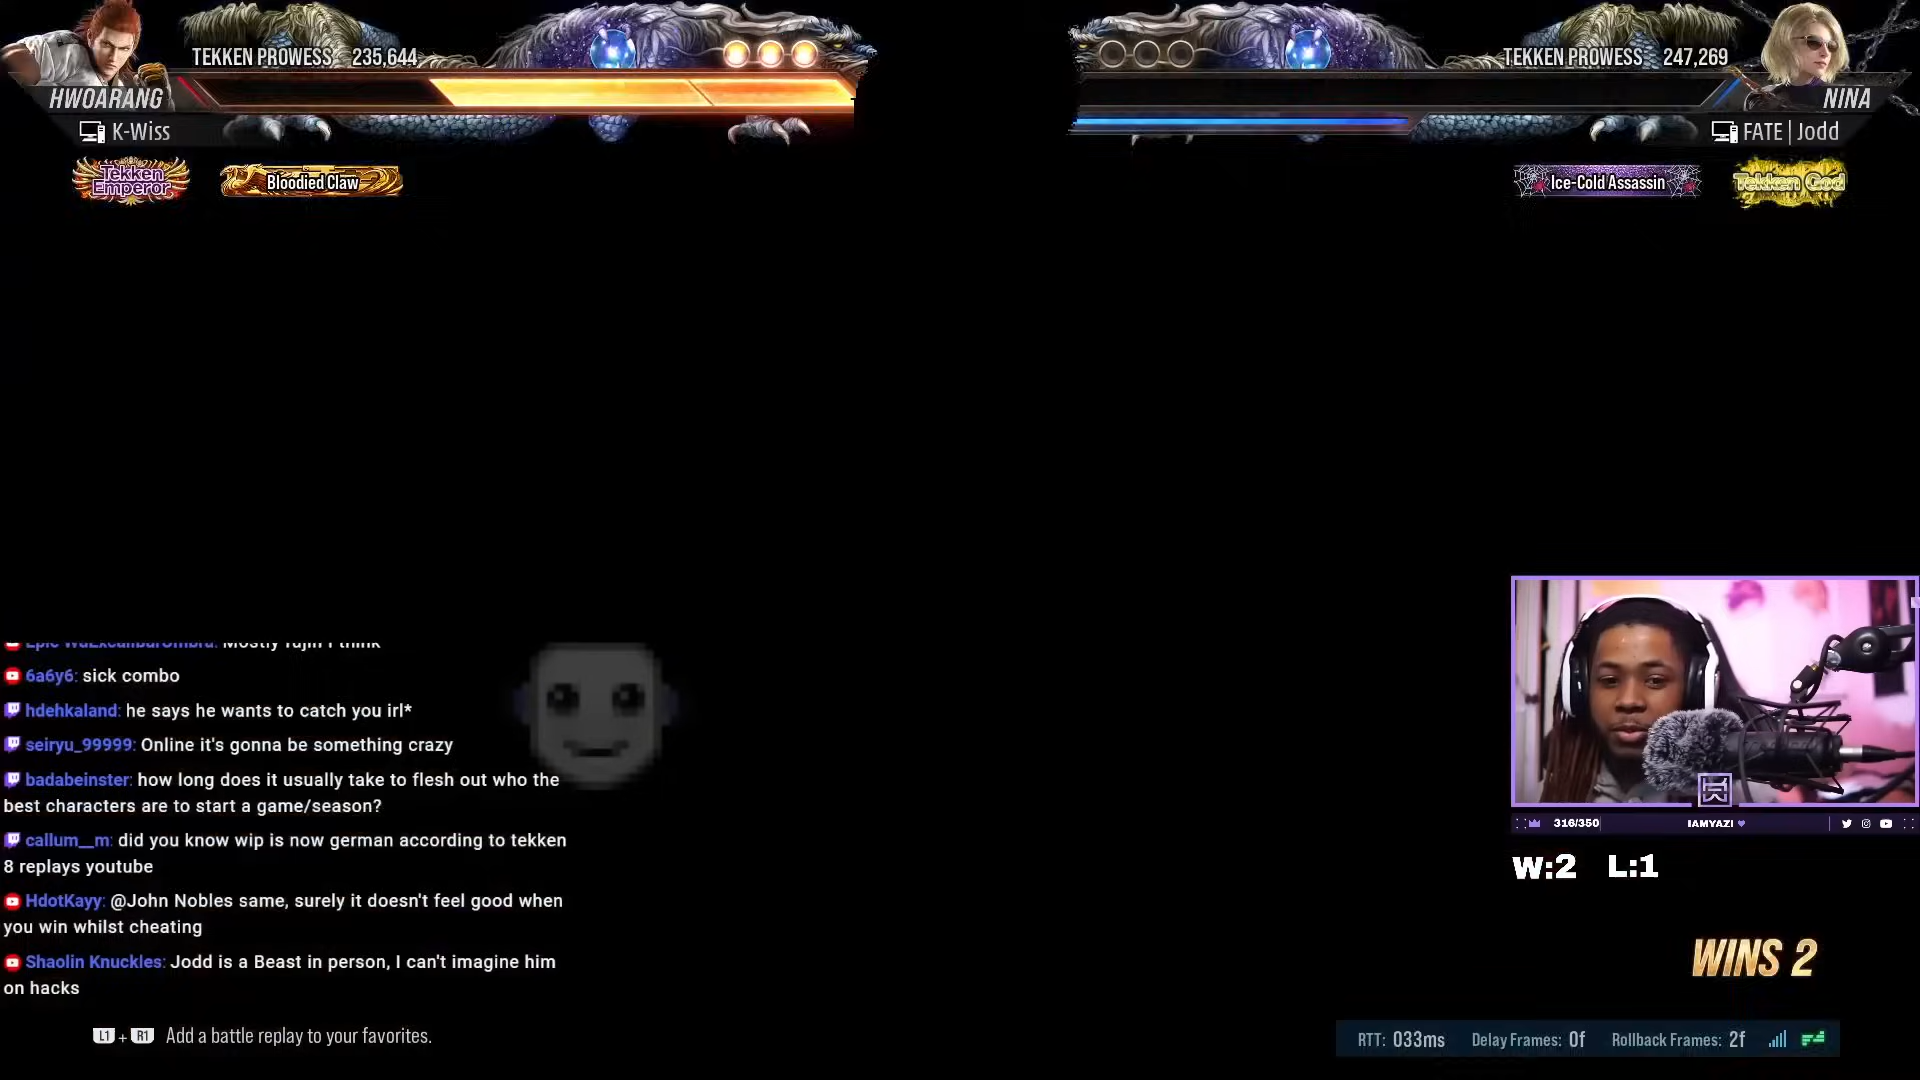 TEKKEN PROWESS 235,644
TEKKEN PROWESS 247,269
HWOARANG
NINA
K-Wiss
FATE | Jodd
Tekken Emperor
Bloodied Claw
Ice-Cold Assassin
Tekken God
6a6y6: sick combo
hdehkaland: he says he wants to catch you irl*
seiryu_99999: Online it's gonna be something crazy
badabeinster: how long does it usually take to flesh out who the
best characters are to start a game/season?
callum__m: did you know wip is now german according to tekken
8 replays youtube
HdotKayy: @John Nobles same, surely it doesn't feel good when
you win whilst cheating
Shaolin Knuckles: Jodd is a Beast in person, I can't imagine him
on hacks
316/350
IAMYAZI
W:2 L:1
WINS 2
L1 + R1 Add a battle replay to your favorites.
RTT: 033ms Delay Frames: 0f Rollback Frames: 2f